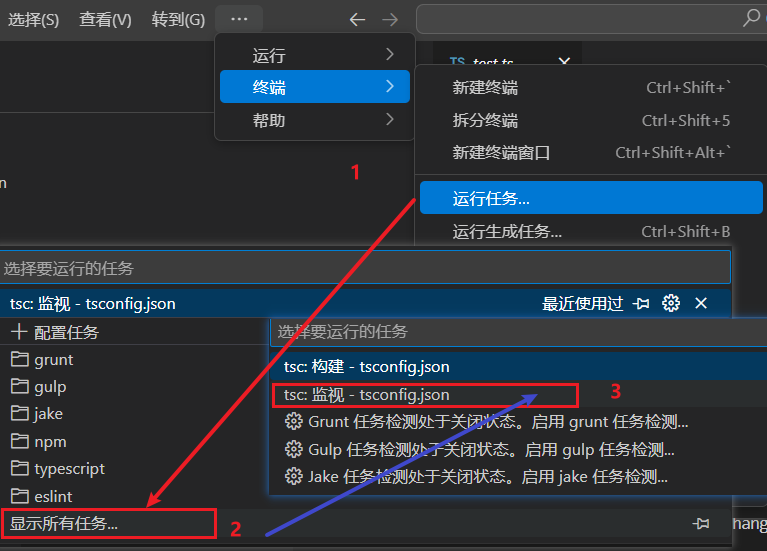 选择(S) 查看(V) 转到(G) ···
TS test.ts
运行
终端
帮助
新建终端 Ctrl+Shift+`
拆分终端 Ctrl+Shift+5
新建终端窗口 Ctrl+Shift+Alt+`
运行任务...
运行生成任务... Ctrl+Shift+B
n
1
选择要运行的任务
tsc: 监视 - tsconfig.json 最近使用过
配置任务
grunt
gulp
jake
npm
typescript
eslint
显示所有任务...
2
选择要运行的任务
tsc: 构建 - tsconfig.json
tsc: 监视 - tsconfig.json
3
Grunt 任务检测处于关闭状态。启用 grunt 任务检测...
Gulp 任务检测处于关闭状态。启用 gulp 任务检测...
Jake 任务检测处于关闭状态。启用 jake 任务检测...
hang